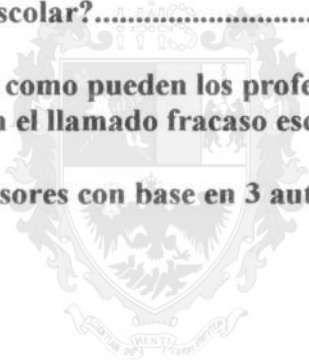 scolar?..............................
como pueden los profe
n el llamado fracaso esc
sores con base en 3 aut